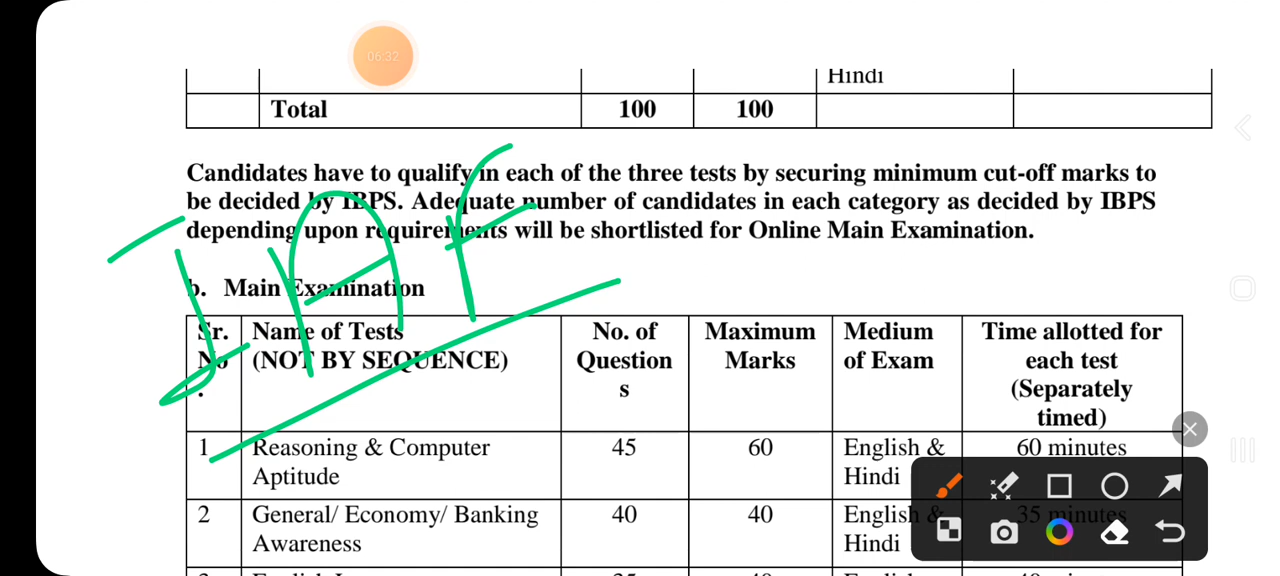 06:32
Hindi
Total 100 100
Candidates have to qualify in each of the three tests by securing minimum cut-off marks to
be decided by IBPS. Adequate number of candidates in each category as decided by IBPS
depending upon requirements will be shortlisted for Online Main Examination.
IAF
b. Main Examination
Sr. No . Name of Tests (NOT BY SEQUENCE) No. of Question s Maximum Marks Medium of Exam Time allotted for each test (Separately timed)
1 Reasoning & Computer Aptitude 45 60 English & Hindi 60 minutes
2 General/ Economy/ Banking Awareness 40 40 English & Hindi 35 minutes